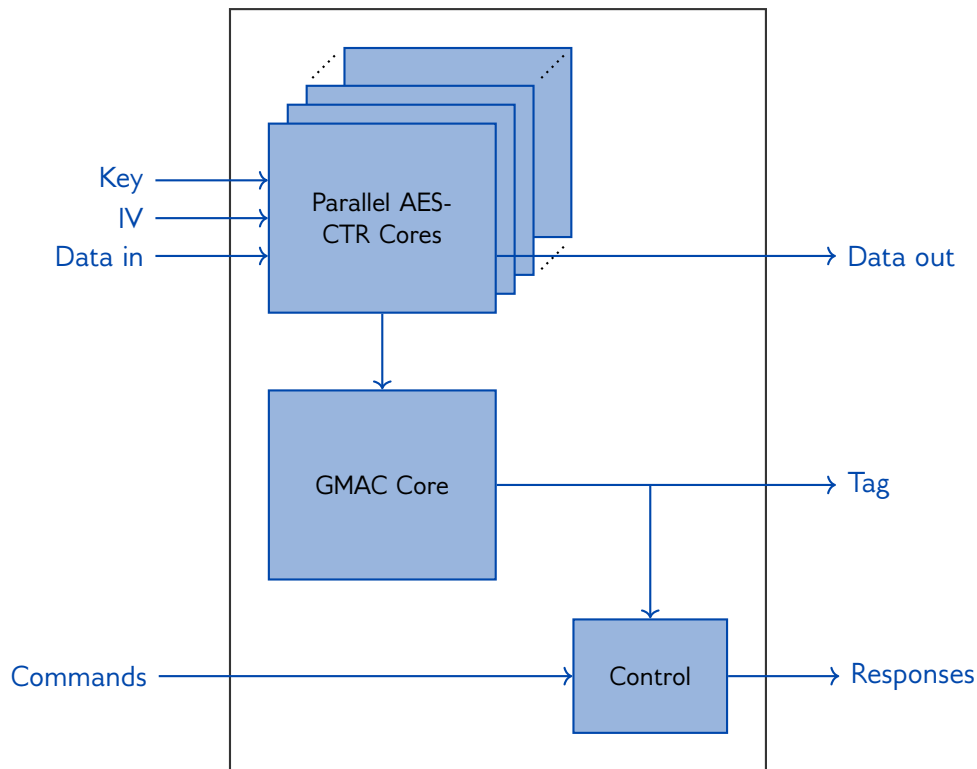 Key
IV
Data in
Parallel AES-
CTR Cores
Data out
GMAC Core
Tag
Commands
Control
Responses